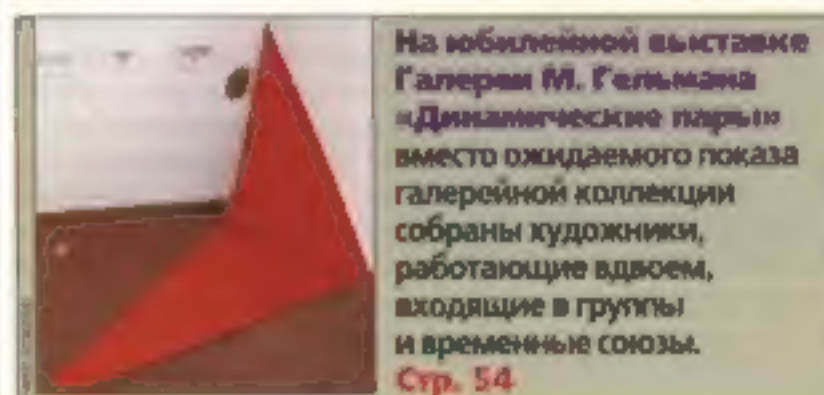 На юбилейной выставке
Галереи М. Гельмана
«Динамические пары»
вместо ожидаемого показа
галерейной коллекции
собраны художники,
работающие вдвоем,
входящие в группы
и временные союзы.
Стр. 54